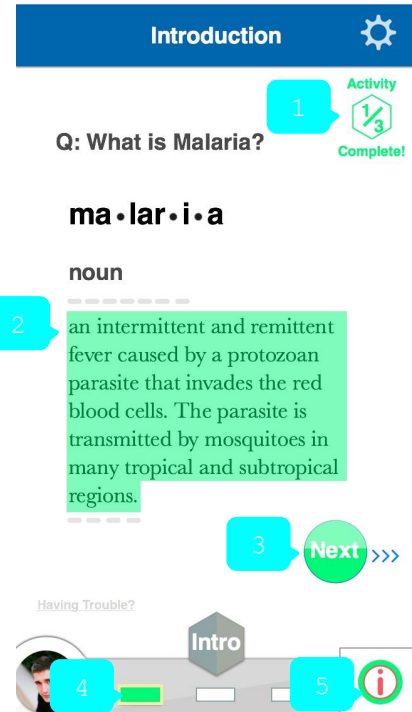 Introduction
Activity
1
1/3
Complete!
Q: What is Malaria?
ma•lar•i•a
noun
2
an intermittent and remittent
fever caused by a protozoan
parasite that invades the red
blood cells. The parasite is
transmitted by mosquitoes in
many tropical and subtropical
regions.
3
Next >>>
Having Trouble?
Intro
4
5
i